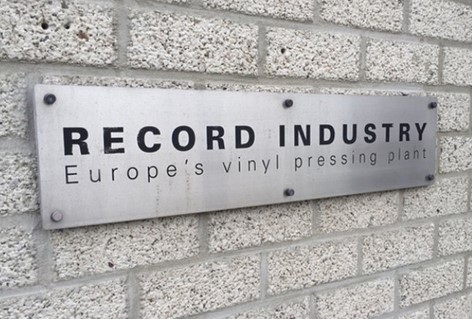 RECORD INDUSTRY
Europe's vinyl pressing plant